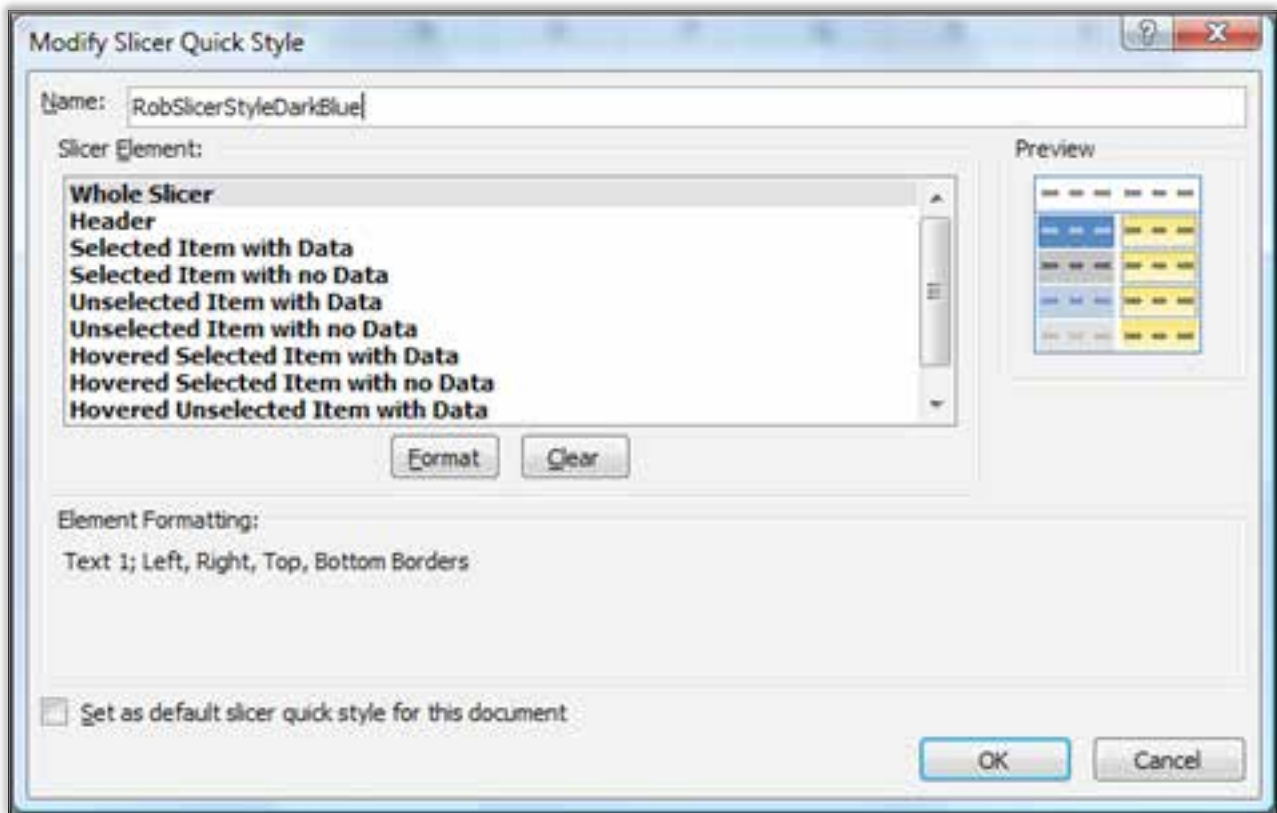 Modify Slicer Quick Style
Name: RobSlicerStyleDarkBlue
Slicer Element:
Preview
Whole Slicer
Header
Selected Item with Data
Selected Item with no Data
Unselected Item with Data
Unselected Item with no Data
Hovered Selected Item with Data
Hovered Selected Item with no Data
Hovered Unselected Item with Data
Format Clear
Element Formatting:
Text 1; Left, Right, Top, Bottom Borders
Set as default slicer quick style for this document
OK Cancel